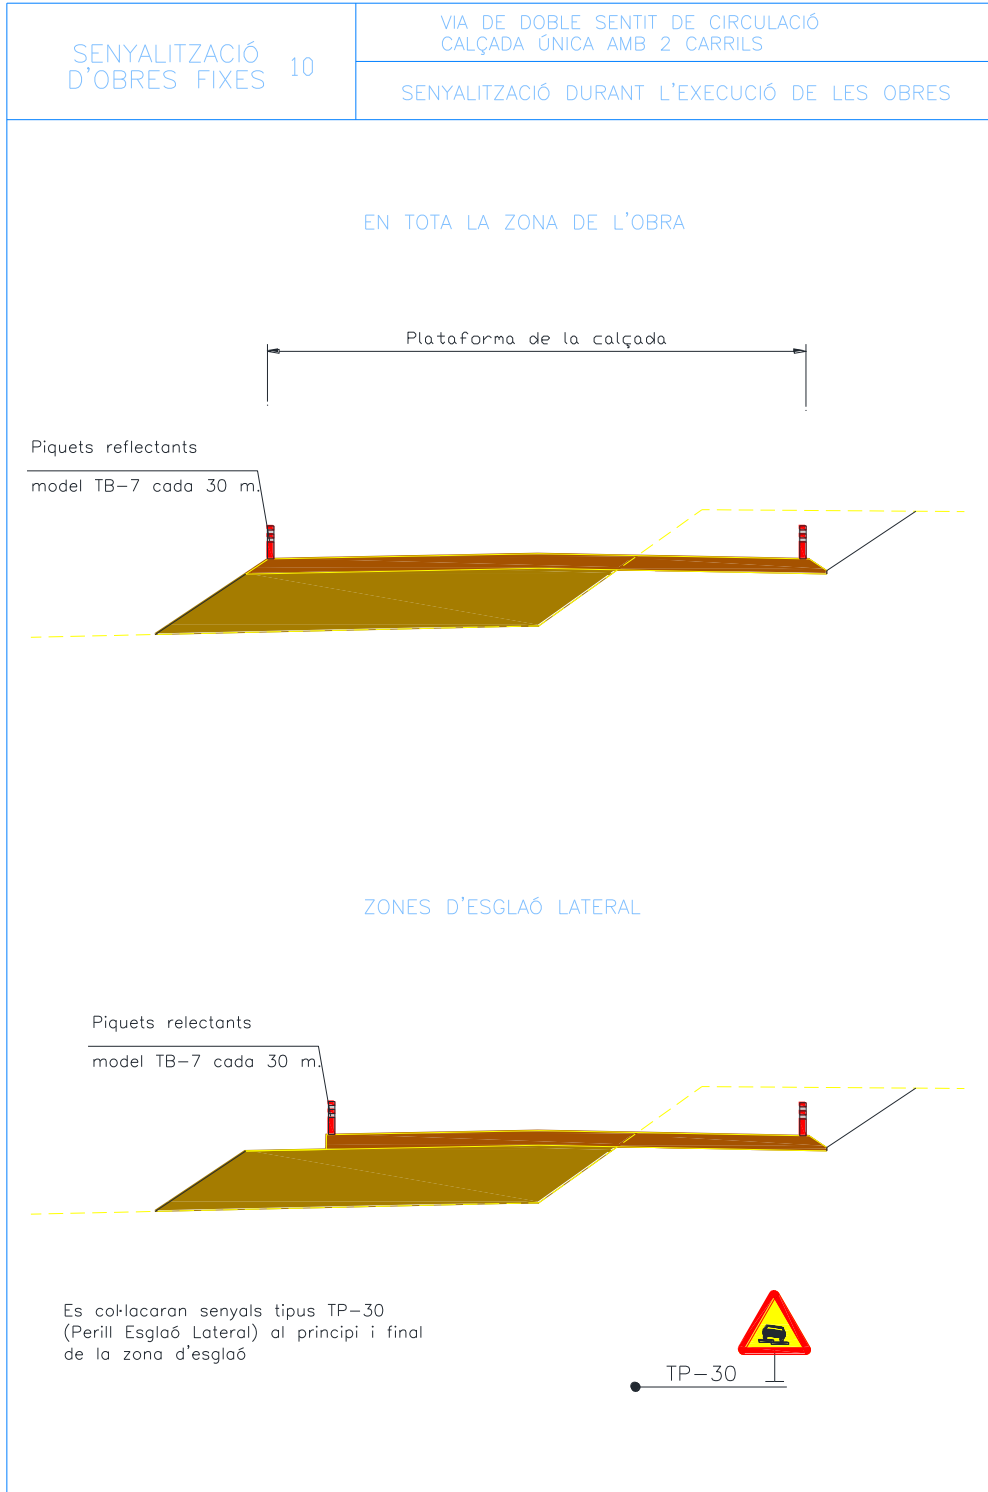 SENYALITZACIÓ
D'OBRES FIXES
10
VIA DE DOBLE SENTIT DE CIRCULACIÓ
CALÇADA ÚNICA AMB 2 CARRILS
SENYALITZACIÓ DURANT L'EXECUCIÓ DE LES OBRES
EN TOTA LA ZONA DE L'OBRA
Plataforma de la calçada
Piquets reflectants
model TB-7 cada 30 m.
ZONES D'ESGLAÓ LATERAL
Piquets relectants
model TB-7 cada 30 m.
Es col·lacaran senyals tipus TP-30
(Perill Esglaó Lateral) al principi i final
de la zona d'esglaó
TP-30